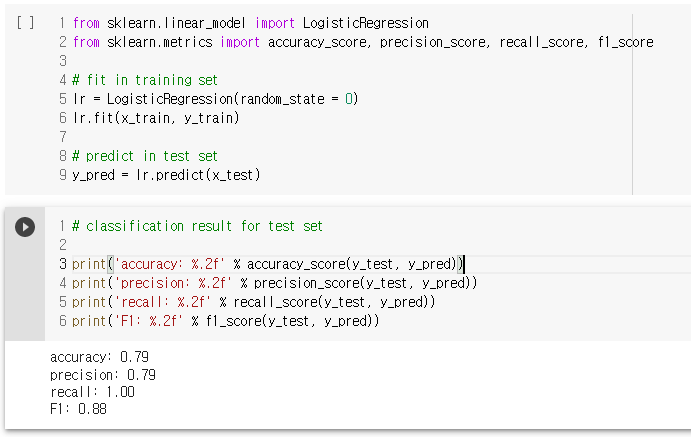 [ ] 1 from sklearn.linear_model import LogisticRegression
2 from sklearn.metrics import accuracy_score, precision_score, recall_score, f1_score
3
4 # fit in training set
5 lr = LogisticRegression(random_state = 0)
6 lr.fit(x_train, y_train)
7
8 # predict in test set
9 y_pred = lr.predict(x_test)
1 # classification result for test set
2
3 print('accuracy: %.2f' % accuracy_score(y_test, y_pred))
4 print('precision: %.2f' % precision_score(y_test, y_pred))
5 print('recall: %.2f' % recall_score(y_test, y_pred))
6 print('F1: %.2f' % f1_score(y_test, y_pred))
accuracy: 0.79
precision: 0.79
recall: 1.00
F1: 0.88